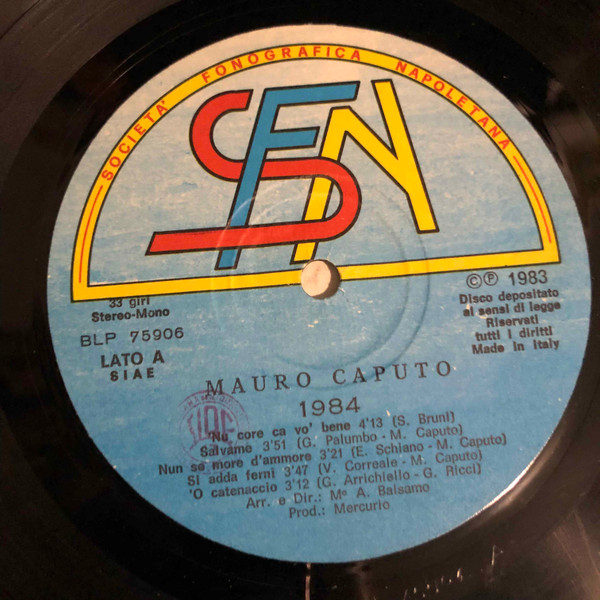 SOCIETA' FONOGRAFICA NAPOLETANA
SFN
33 giri
Stereo-Mono
BLP 75906
LATO A
SIAE
©℗ 1983
Disco depositato
ai sensi di legge
Riservati
tutti i diritti
Made in Italy
MAURO CAPUTO
1984
Nu core ca vo' bene 4'13 (S. Bruni)
Salvame 3'51 (G. Palumbo - M. Caputo)
Nun se more d'ammore 3'21 (E. Schiano - M. Caputo)
Si adda fernì 3'47 (V. Correale - M. Caputo)
'O catenaccio 3'12 (G. Arrichiello - G. Ricci)
Arr. e Dir.: Mº A. Balsamo
Prod.: Mercurio